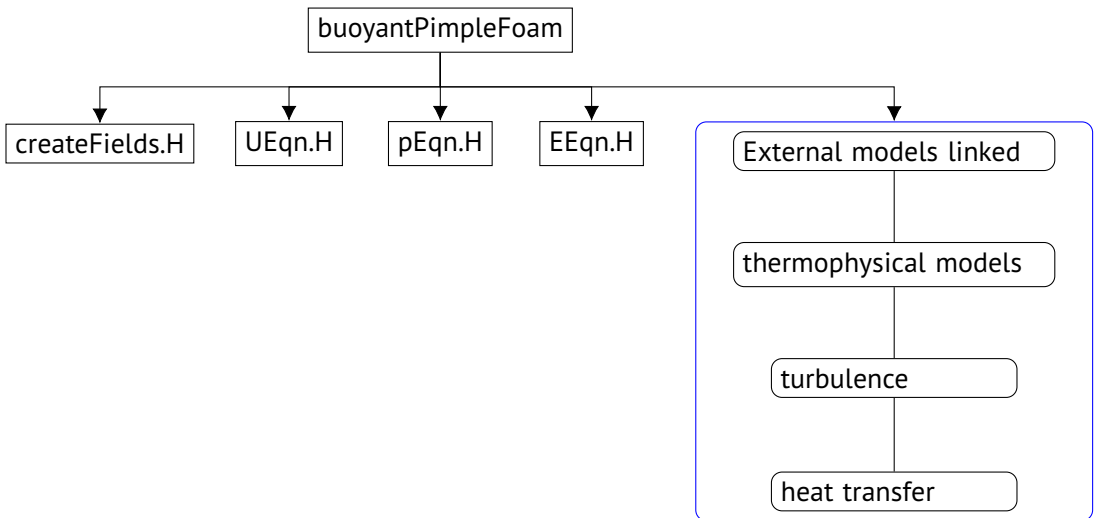 buoyantPimpleFoam
createFields.H
UEqn.H
pEqn.H
EEqn.H
External models linked
thermophysical models
turbulence
heat transfer